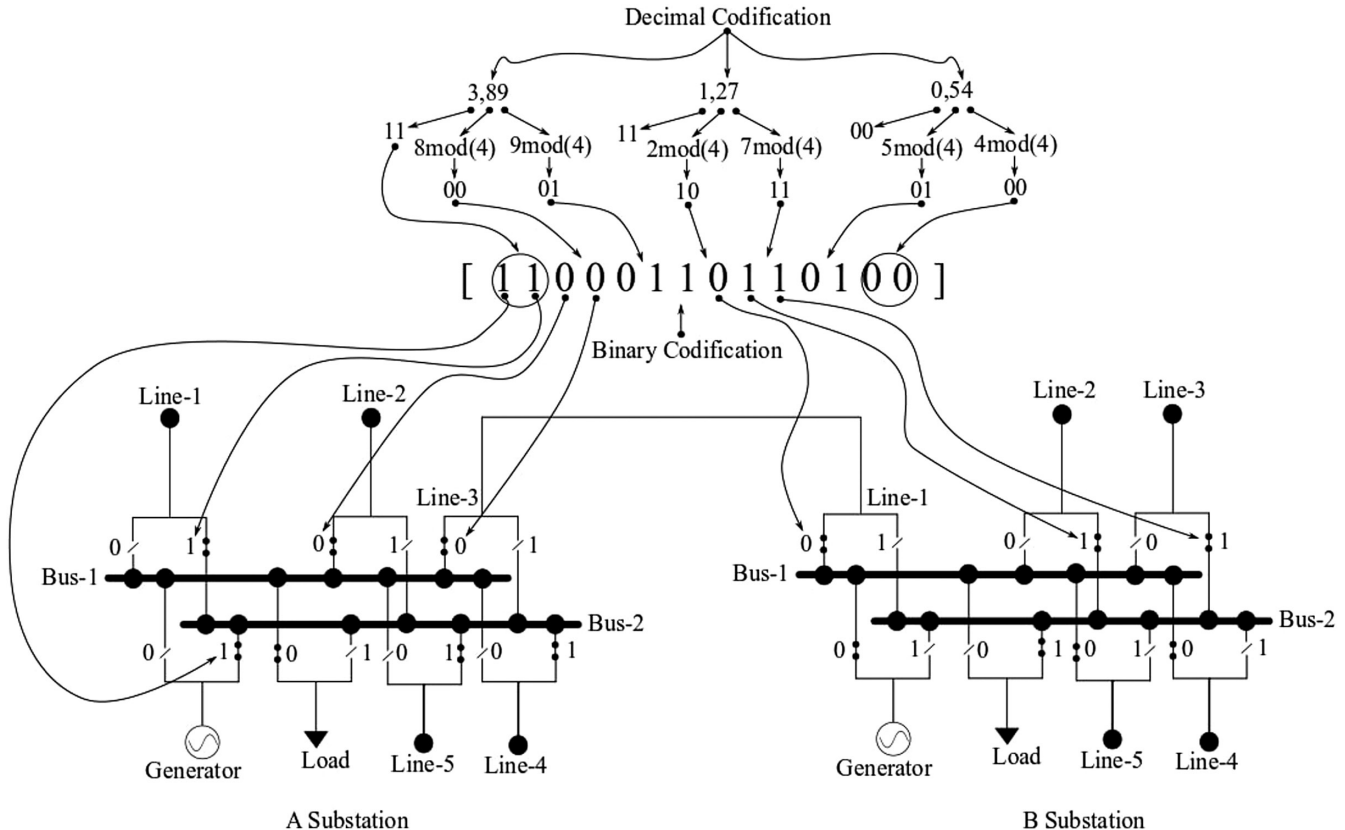 Decimal Codification
3,89 1,27 0,54
11 8mod(4) 9mod(4) 11 2mod(4) 7mod(4) 00 5mod(4) 4mod(4)
00 01 10 11 01 00
[ 1 1 0 0 0 1 1 0 1 1 0 1 0 0 ]
Binary Codification
Line-1 Line-2 Line-2 Line-3
Line-3 Line-1
0 1 0 1 0 1 0 1 0 1 0 1
Bus-1 Bus-1
Bus-2 Bus-2
0 1 0 1 0 1 0 1 0 1 0 1 0 1 0 1
Generator Load Line-5 Line-4 Generator Load Line-5 Line-4
A Substation B Substation